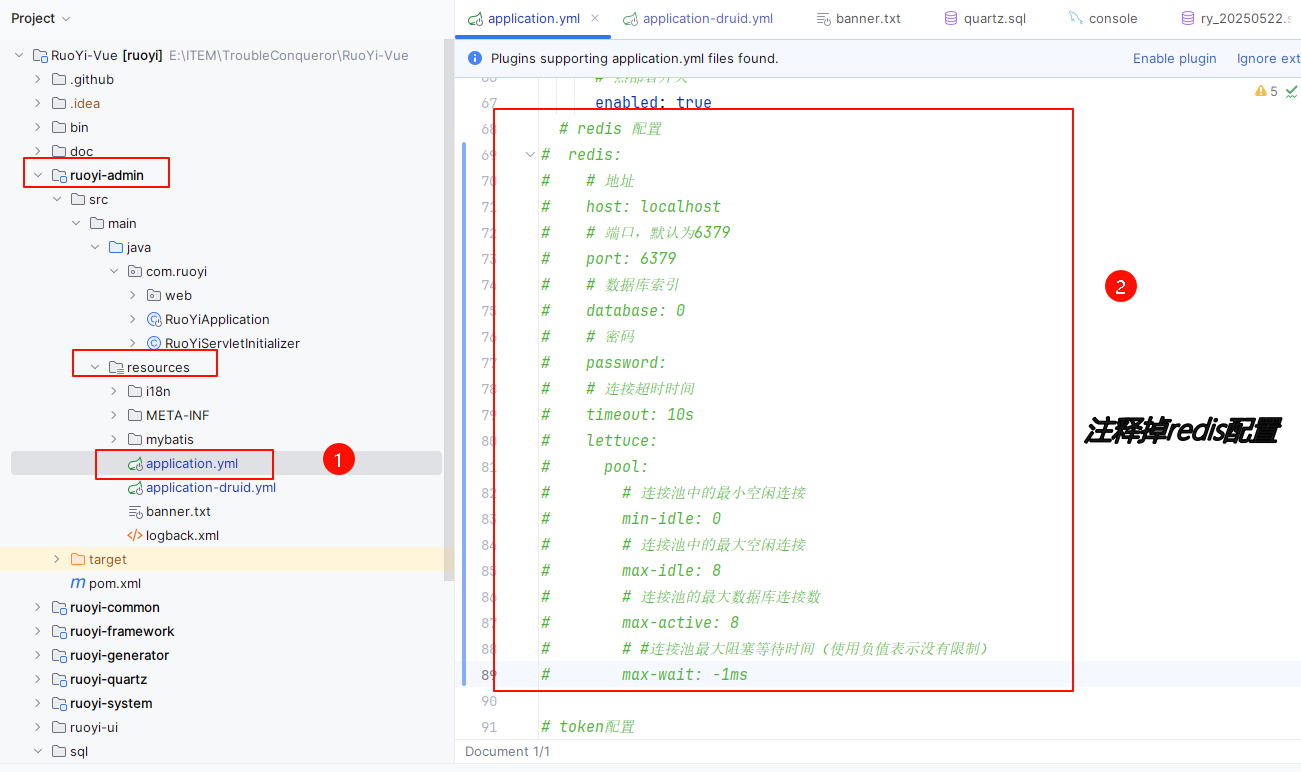 Project
RuoYi-Vue [ruoyi] E:\ITEM\TroubleConqueror\RuoYi-Vue
.github
.idea
bin
doc
ruoyi-admin
src
main
java
com.ruoyi
web
RuoYiApplication
RuoYiServletInitializer
resources
i18n
META-INF
mybatis
application.yml
1
application-druid.yml
banner.txt
logback.xml
target
pom.xml
ruoyi-common
ruoyi-framework
ruoyi-generator
ruoyi-quartz
ruoyi-system
ruoyi-ui
sql
application.yml
application-druid.yml
banner.txt
quartz.sql
console
ry_20250522.s
Plugins supporting application.yml files found.
Enable plugin
Ignore ext
5
66 # 热部署开关
67 enabled: true
68 # redis 配置
69 # redis:
70 # # 地址
71 # host: localhost
72 # # 端口，默认为6379
73 # port: 6379
74 # # 数据库索引
75 # database: 0
76 # # 密码
77 # password:
78 # # 连接超时时间
79 # timeout: 10s
80 # lettuce:
81 # pool:
82 # # 连接池中的最小空闲连接
83 # min-idle: 0
84 # # 连接池中的最大空闲连接
85 # max-idle: 8
86 # # 连接池的最大数据库连接数
87 # max-active: 8
88 # # #连接池最大阻塞等待时间（使用负值表示没有限制）
89 # max-wait: -1ms
90
91 # token配置
2
注释掉redis配置
Document 1/1